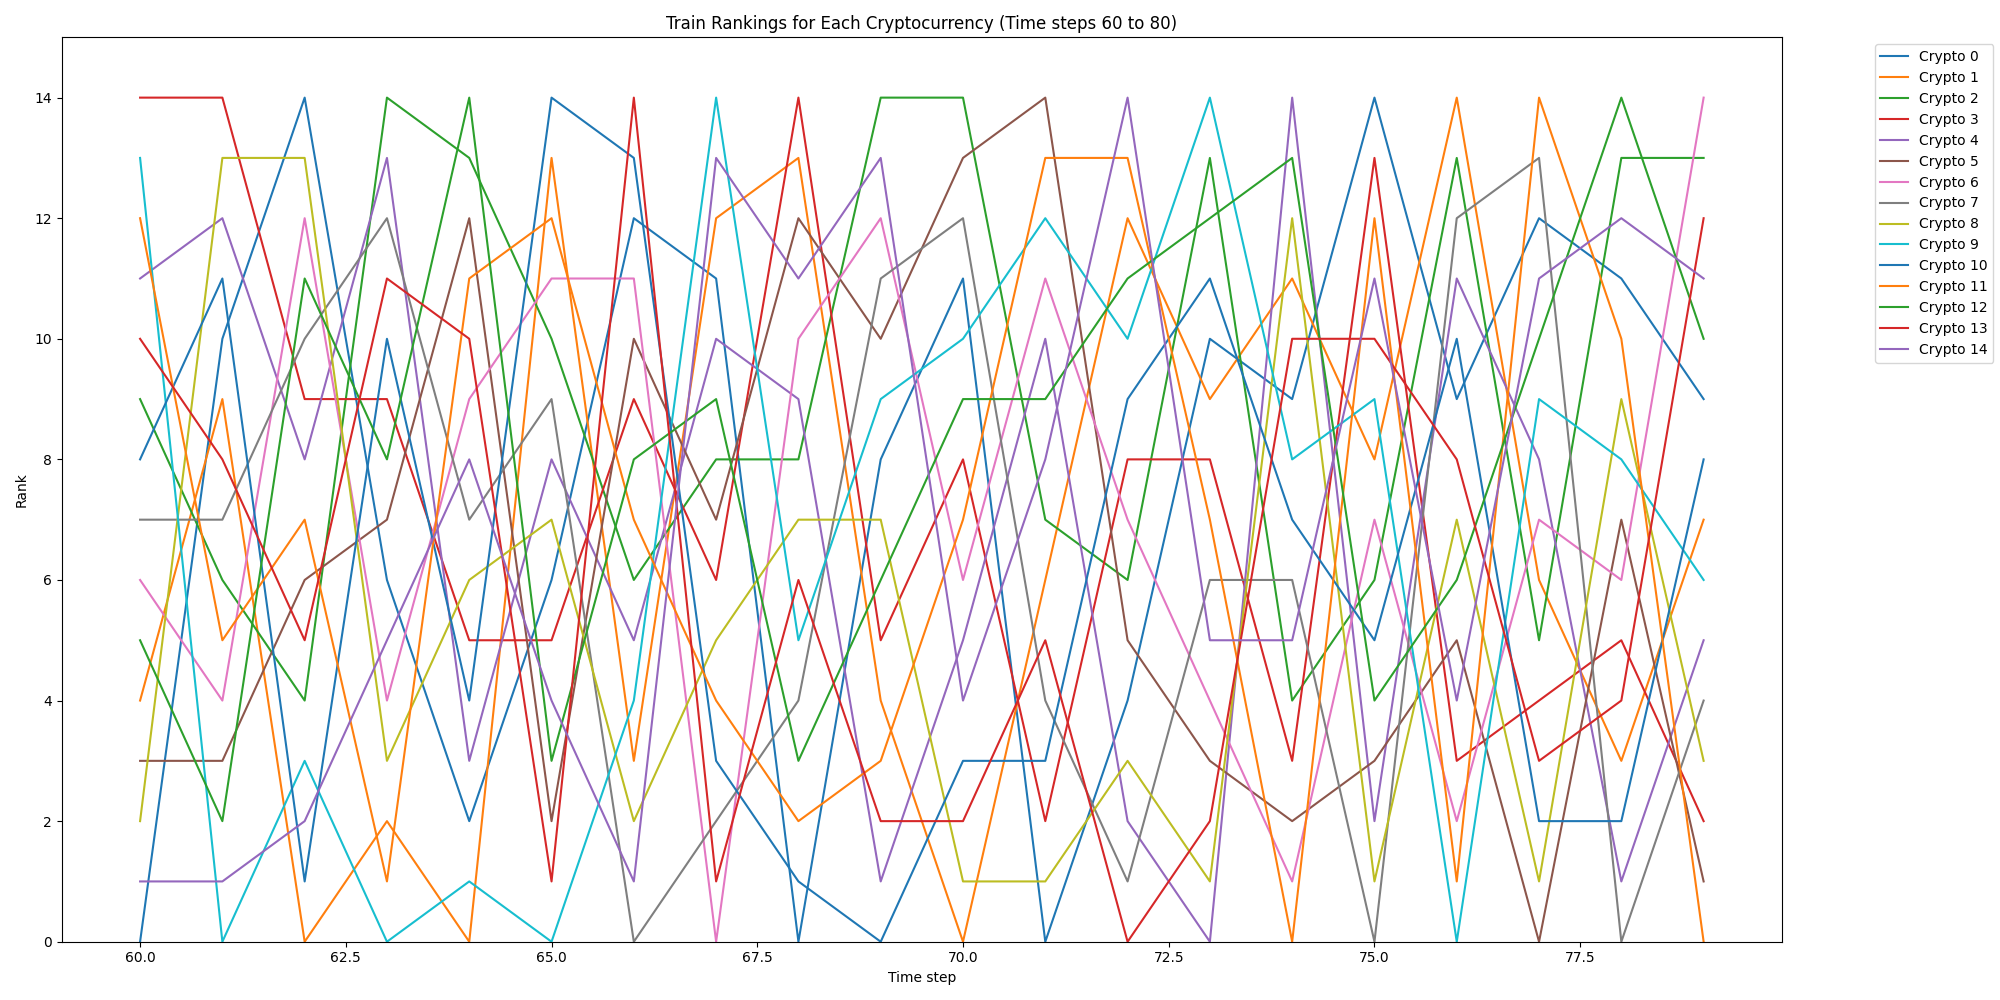 Train Rankings for Each Cryptocurrency (Time steps 60 to 80)
Rank
14
12
10
8
6
4
2
0
60.0 62.5 65.0 67.5 70.0 72.5 75.0 77.5
Time step
Crypto 0
Crypto 1
Crypto 2
Crypto 3
Crypto 4
Crypto 5
Crypto 6
Crypto 7
Crypto 8
Crypto 9
Crypto 10
Crypto 11
Crypto 12
Crypto 13
Crypto 14